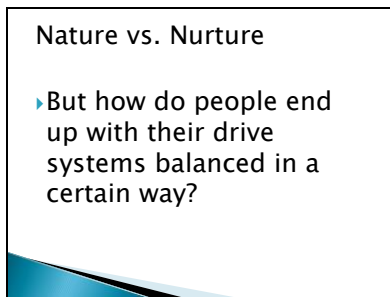 Nature vs. Nurture
But how do people end
up with their drive
systems balanced in a
certain way?